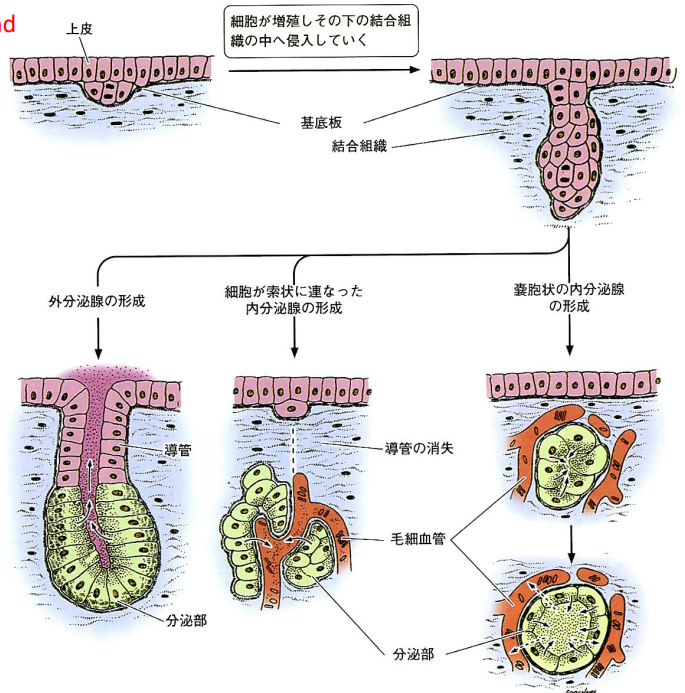 nd
上皮
細胞が増殖しその下の結合組
織の中へ侵入していく
基底板
結合組織
外分泌腺の形成
細胞が索状に連なった
内分泌腺の形成
嚢胞状の内分泌腺
の形成
導管
導管の消失
毛細血管
分泌部
分泌部